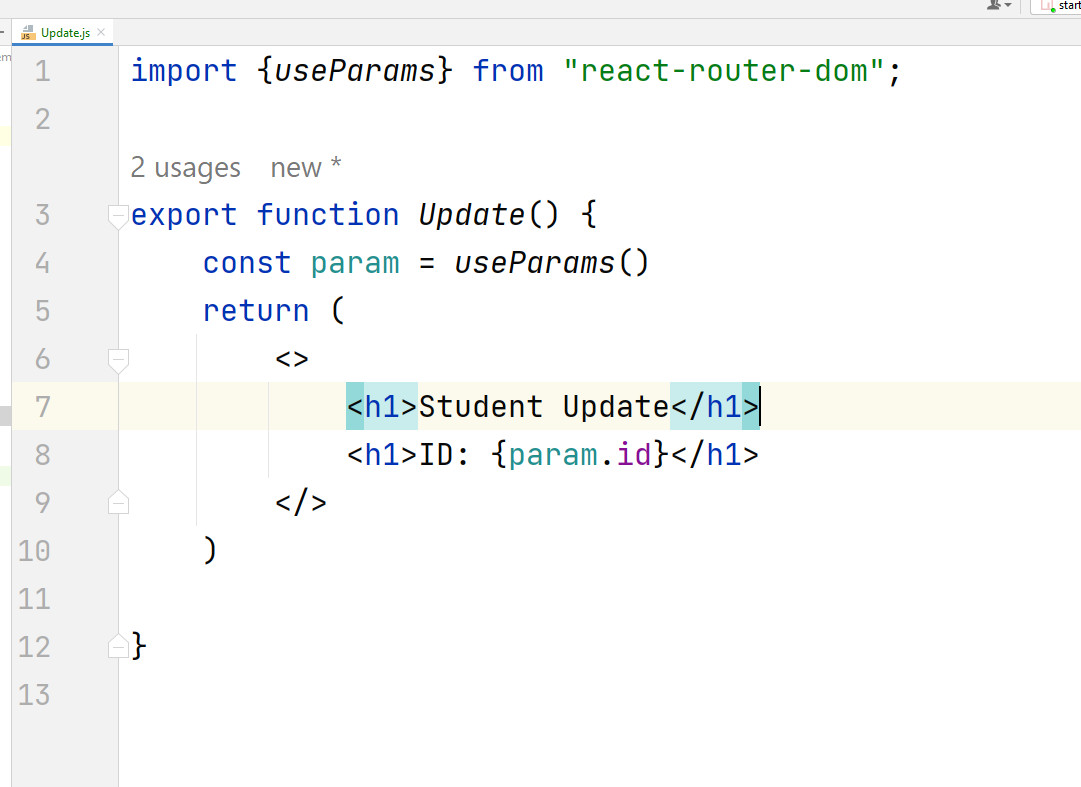 start
Update.js
1 import {useParams} from "react-router-dom";
2
2 usages new *
3 export function Update() {
4 const param = useParams()
5 return (
6 <>
7 <h1>Student Update</h1>
8 <h1>ID: {param.id}</h1>
9 </>
10 )
11
12 }
13